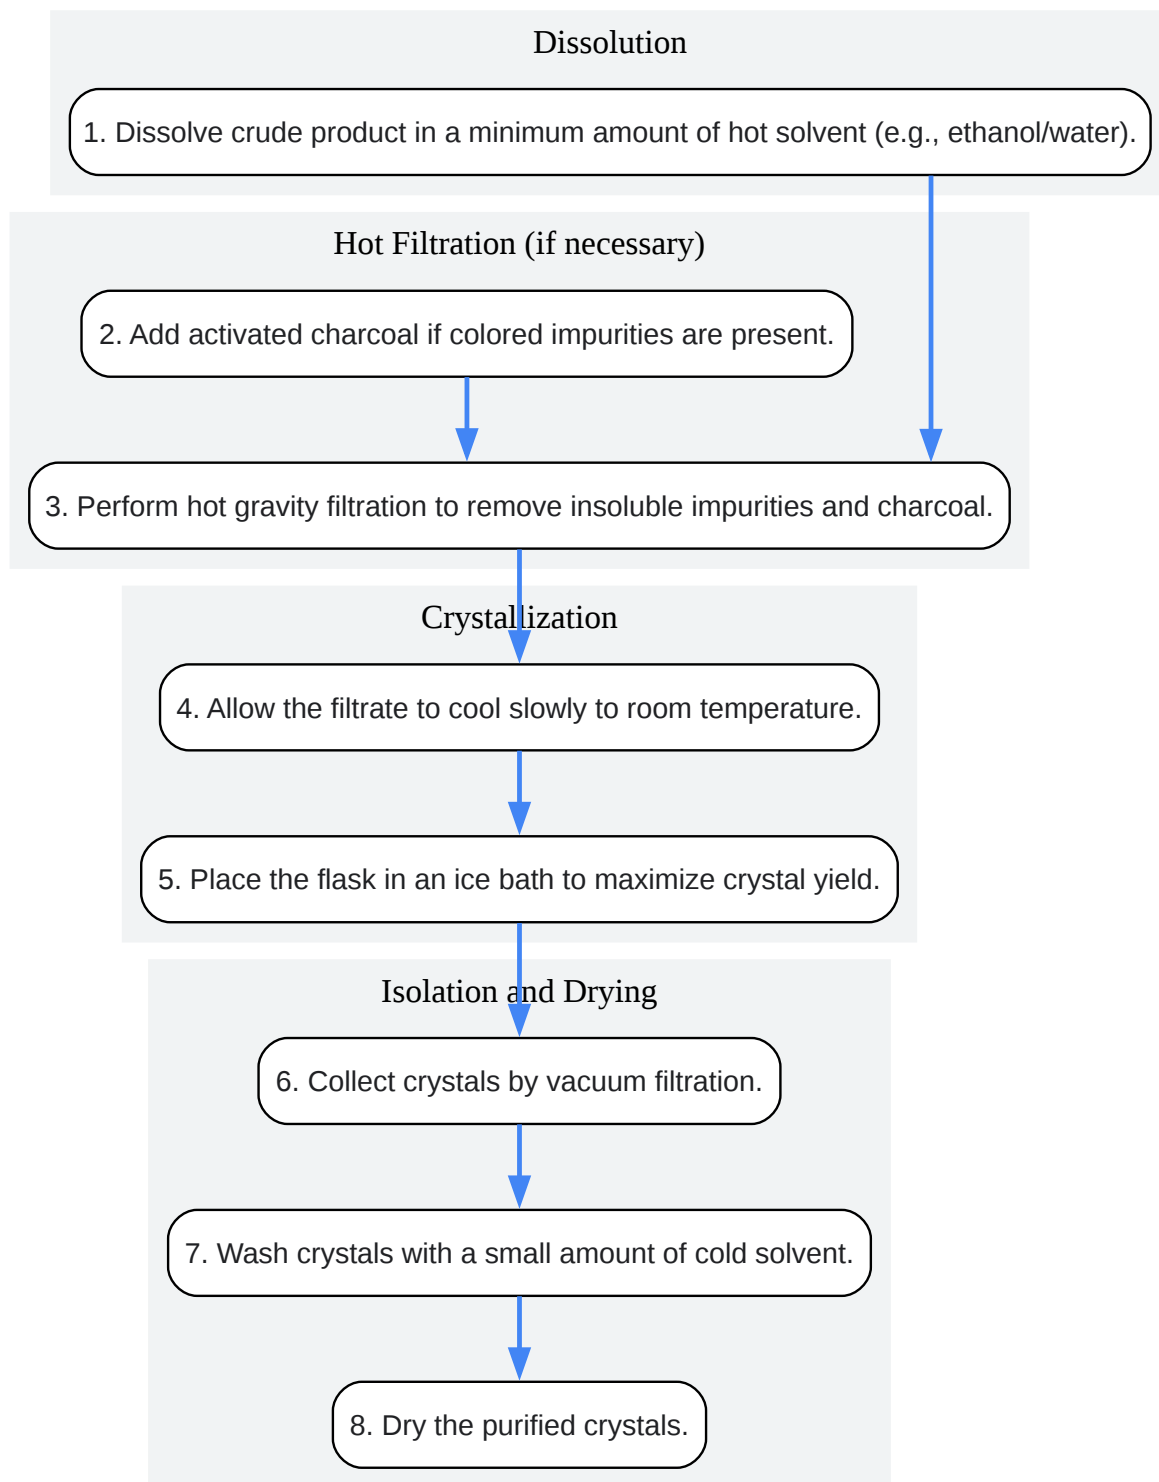 Dissolution
1. Dissolve crude product in a minimum amount of hot solvent (e.g., ethanol/water).
Hot Filtration (if necessary)
2. Add activated charcoal if colored impurities are present.
3. Perform hot gravity filtration to remove insoluble impurities and charcoal.
Crystallization
4. Allow the filtrate to cool slowly to room temperature.
5. Place the flask in an ice bath to maximize crystal yield.
Isolation and Drying
6. Collect crystals by vacuum filtration.
7. Wash crystals with a small amount of cold solvent.
8. Dry the purified crystals.